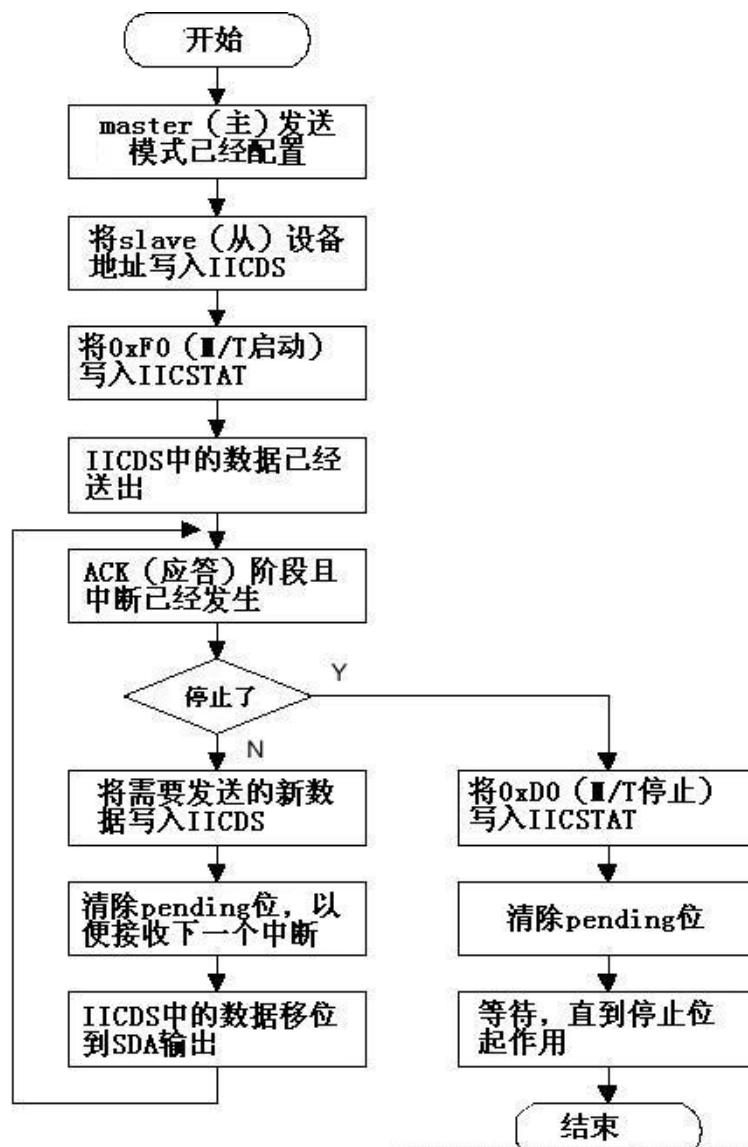 开始
master（主）发送
模式已经配置
将slave（从）设备
地址写入IICDS
将0xF0（M/T启动）
写入IICSTAT
IICDS中的数据已经
送出
ACK（应答）阶段且
中断已经发生
停止了
Y
N
将需要发送的新数
据写入IICDS
清除pending位，以
便接收下一个中断
IICDS中的数据移位
到SDA输出
将0xD0（M/T停止）
写入IICSTAT
清除pending位
等待，直到停止位
起作用
结束